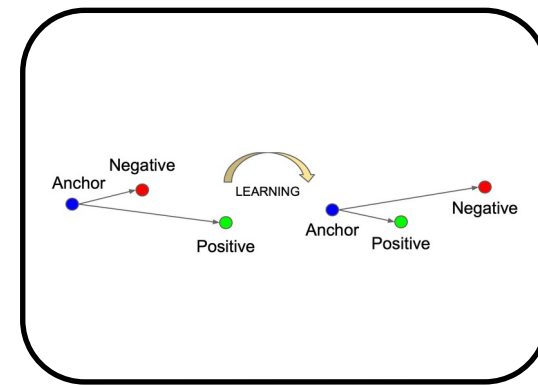 Negative
Anchor
Positive
LEARNING
Anchor
Positive
Negative